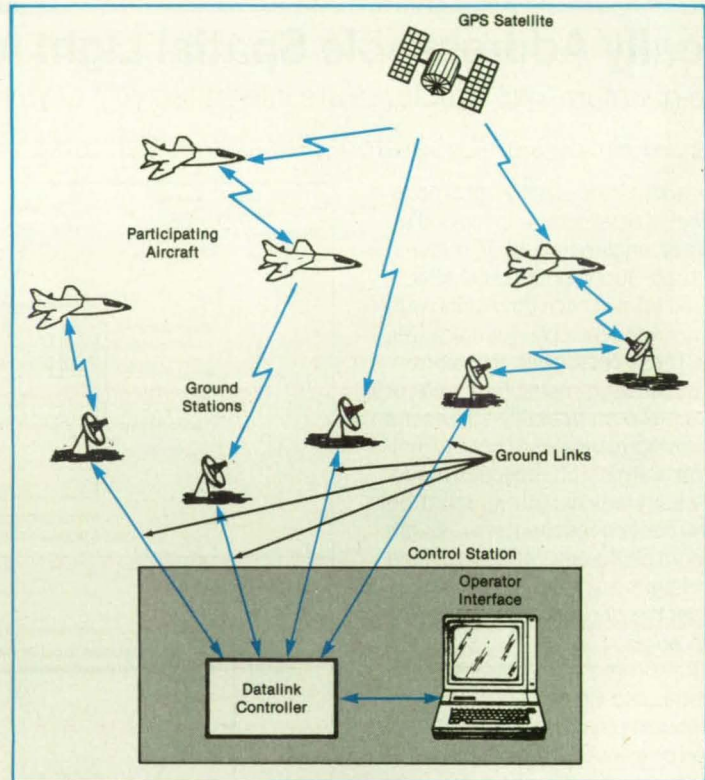 GPS Satellite
Participating
Aircraft
Ground
Stations
Ground Links
Control Station
Operator
Interface
Datalink
Controller